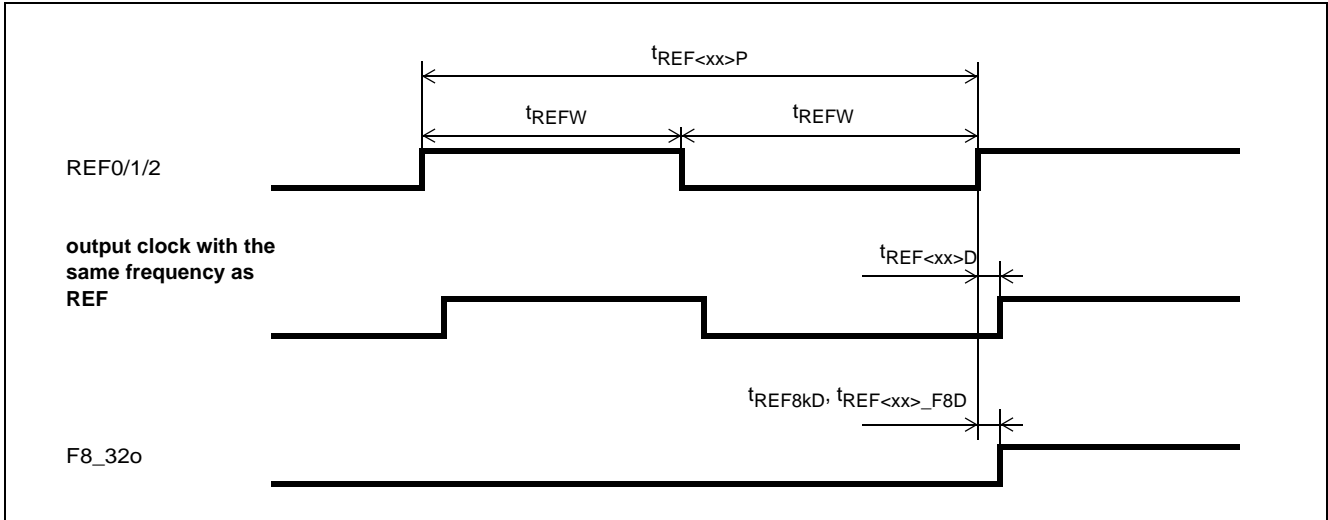 tREF<xx>P
tREFW tREFW
REF0/1/2
output clock with the
same frequency as
REF
tREF<xx>D
tREF8kD, tREF<xx>_F8D
F8_32o